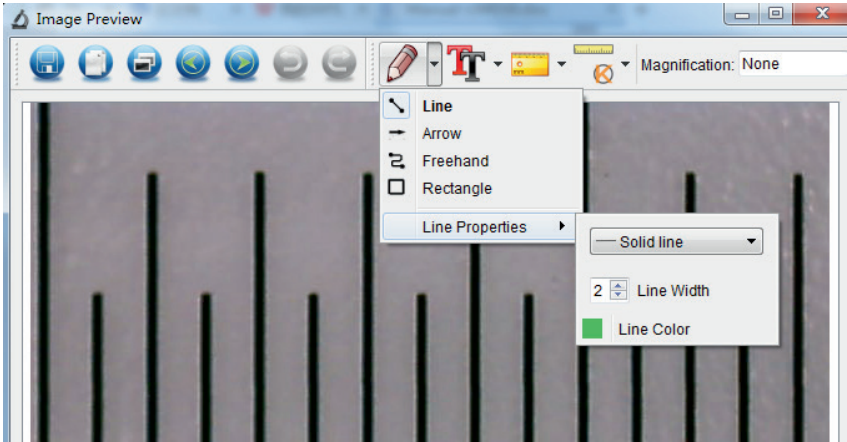 Image Preview
Magnification: None
Line
Arrow
Freehand
Rectangle
Line Properties
Solid line
2 Line Width
Line Color